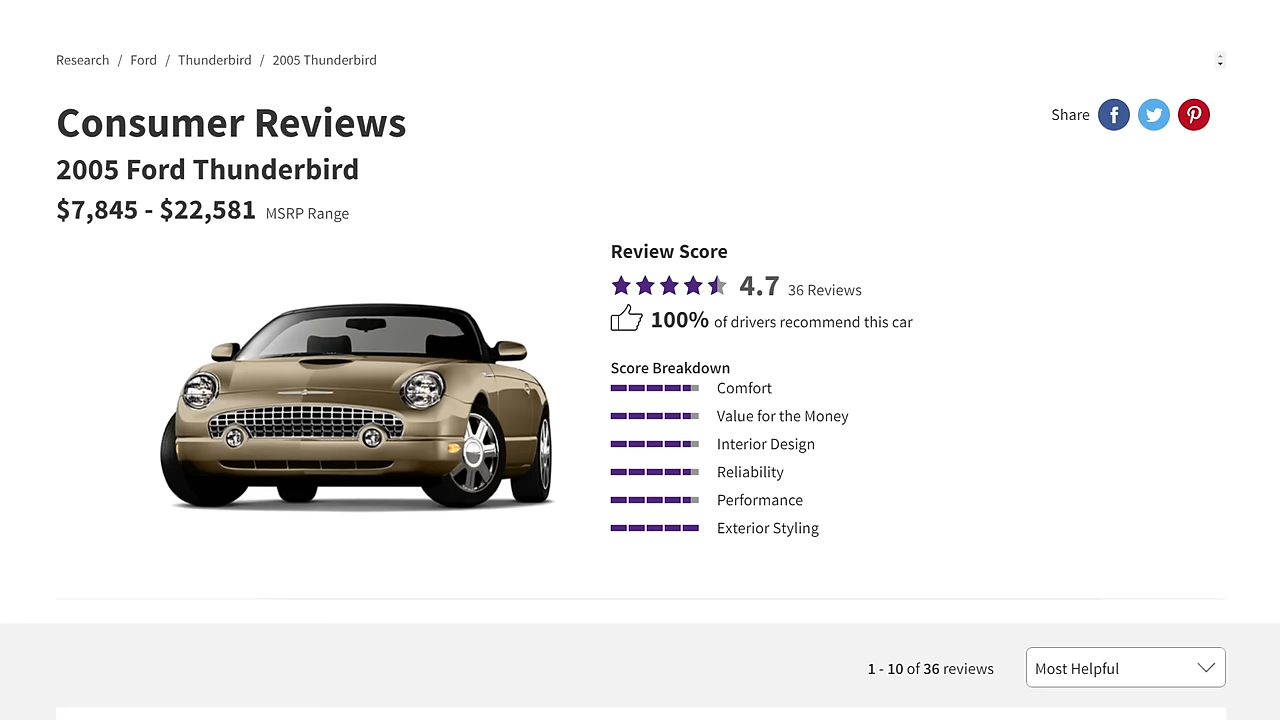 Research / Ford / Thunderbird / 2005 Thunderbird
Consumer Reviews
Share
2005 Ford Thunderbird
$7,845 - $22,581 MSRP Range
Review Score
4.7 36 Reviews
100% of drivers recommend this car
Score Breakdown
Comfort
Value for the Money
Interior Design
Reliability
Performance
Exterior Styling
1 - 10 of 36 reviews
Most Helpful